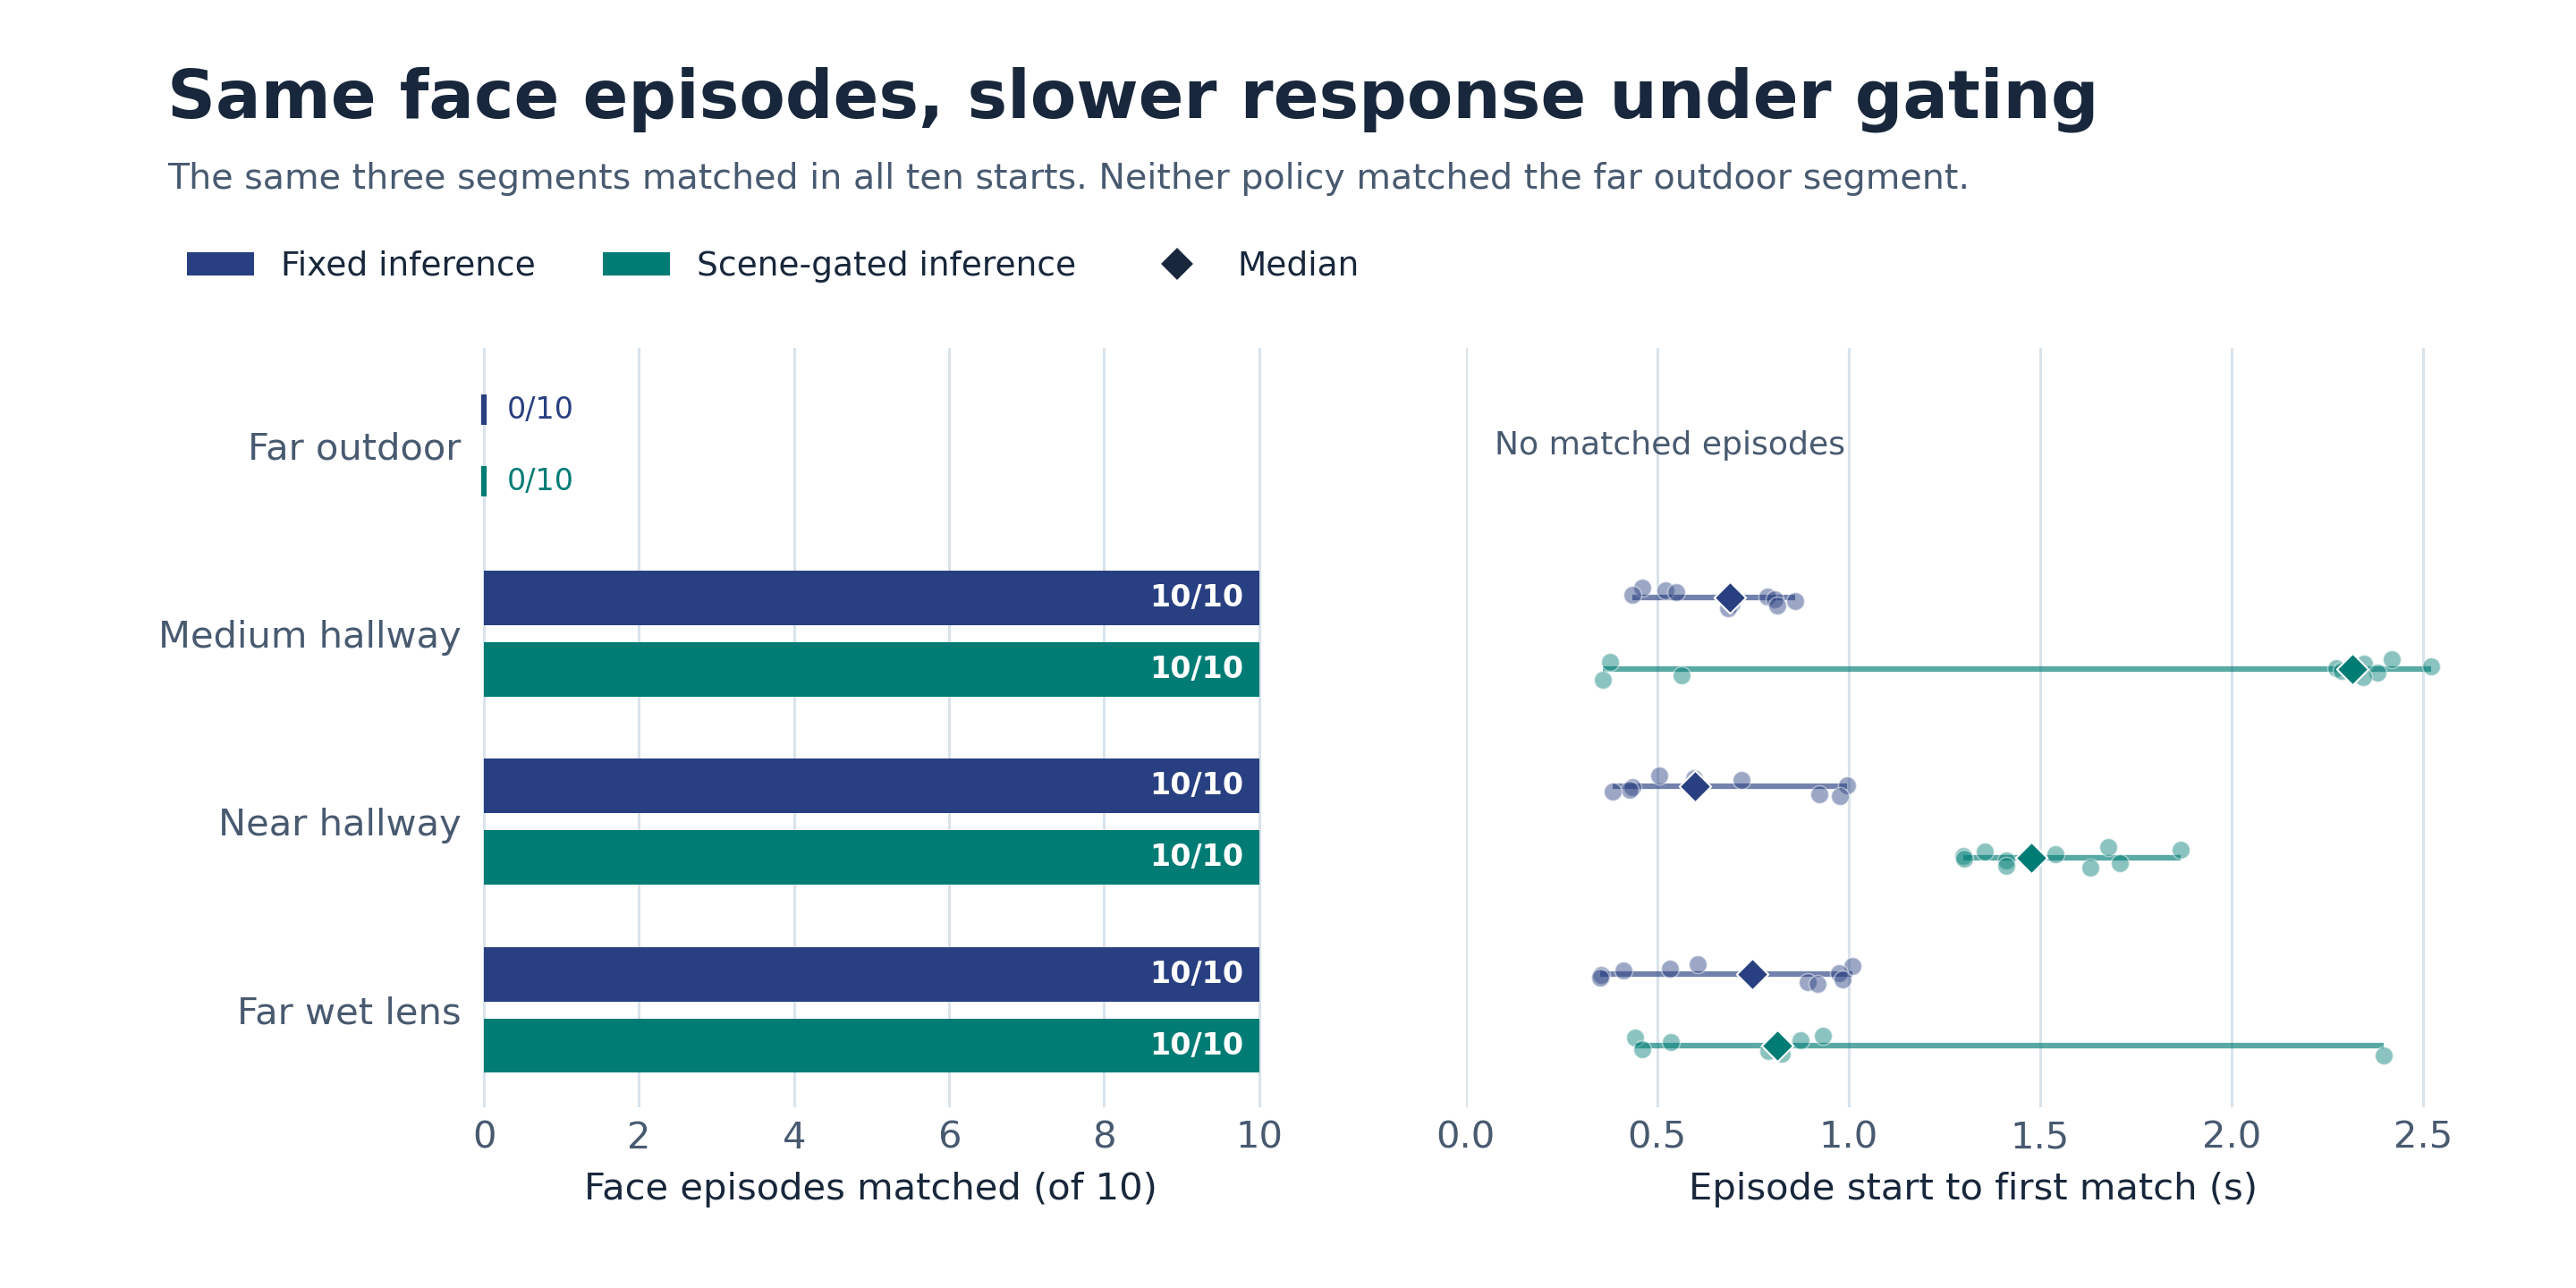 Same face episodes, slower response under gating
The same three segments matched in all ten starts. Neither policy matched the far outdoor segment.
Fixed inference
Scene-gated inference
Median
Far outdoor
0/10
0/10
No matched episodes
Medium hallway
10/10
10/10
Near hallway
10/10
10/10
Far wet lens
10/10
10/10
0 2 4 6 8 10
Face episodes matched (of 10)
0.0 0.5 1.0 1.5 2.0 2.5
Episode start to first match (s)